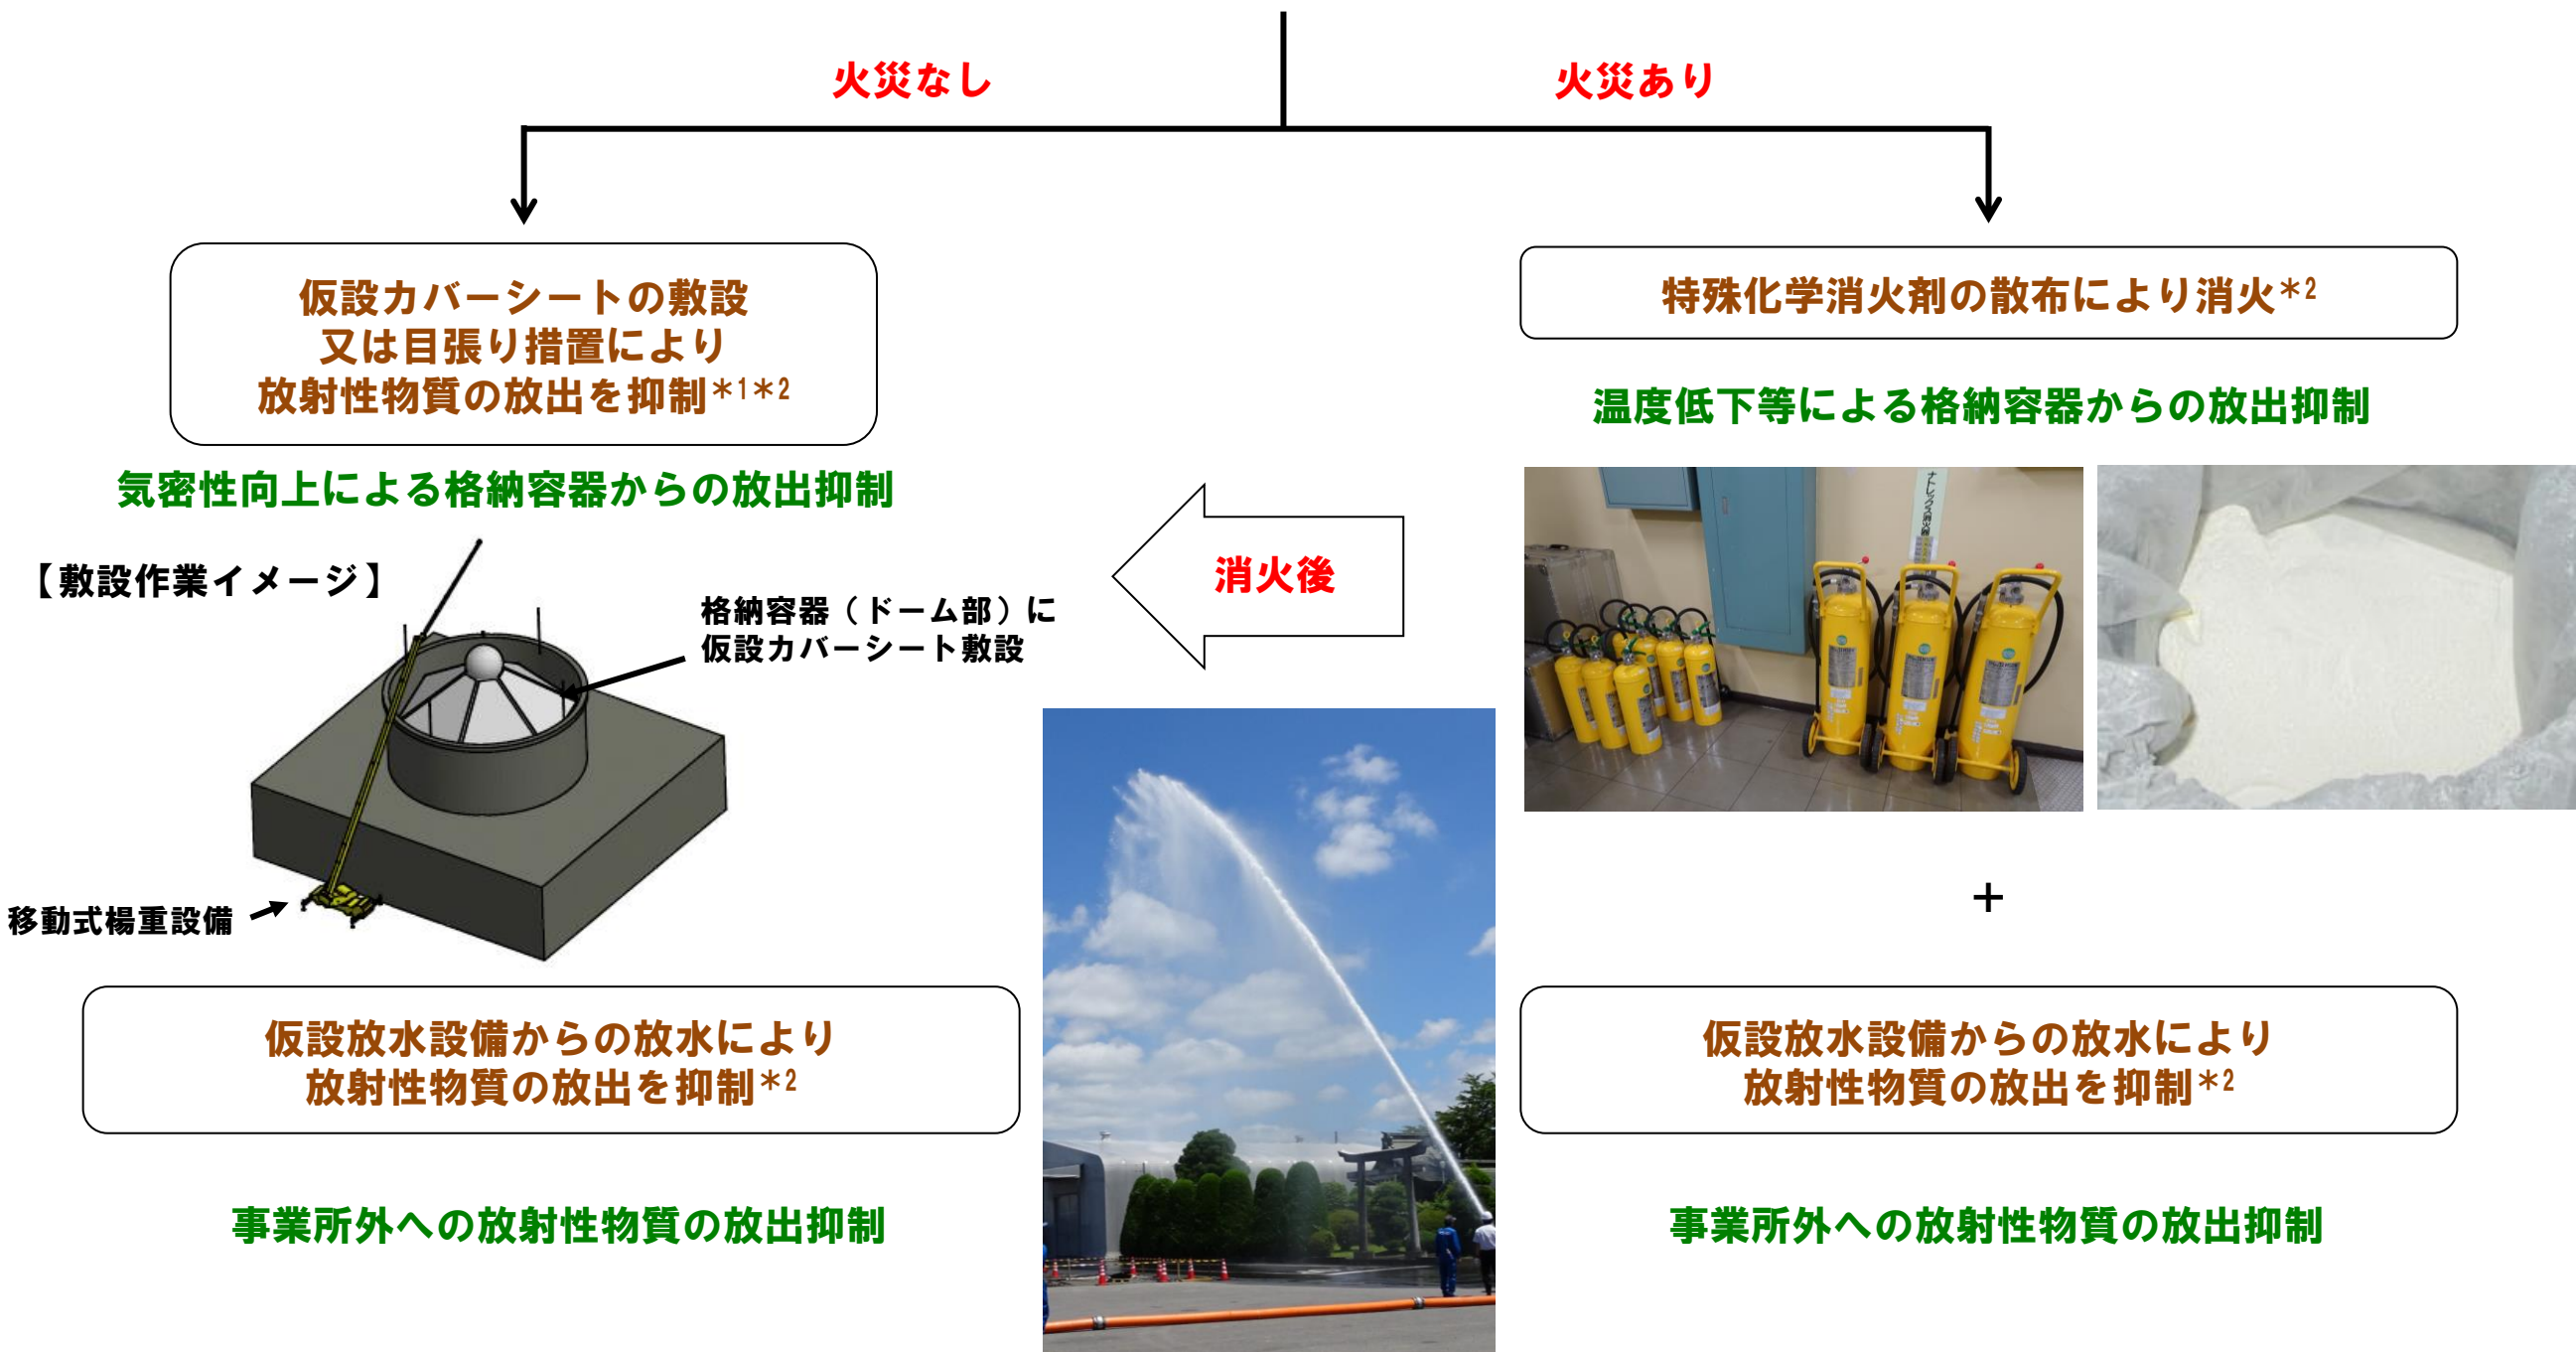 火災なし
火災あり
仮設カバーシートの敷設
又は目張り措置により
放射性物質の放出を抑制*1*2
気密性向上による格納容器からの放出抑制
【敷設作業イメージ】
格納容器（ドーム部）に
仮設カバーシート敷設
移動式楊重設備
消火後
特殊化学消火剤の散布により消火*2
温度低下等による格納容器からの放出抑制
ナトレックス消火器
+
仮設放水設備からの放水により
放射性物質の放出を抑制*2
事業所外への放射性物質の放出抑制
仮設放水設備からの放水により
放射性物質の放出を抑制*2
事業所外への放射性物質の放出抑制